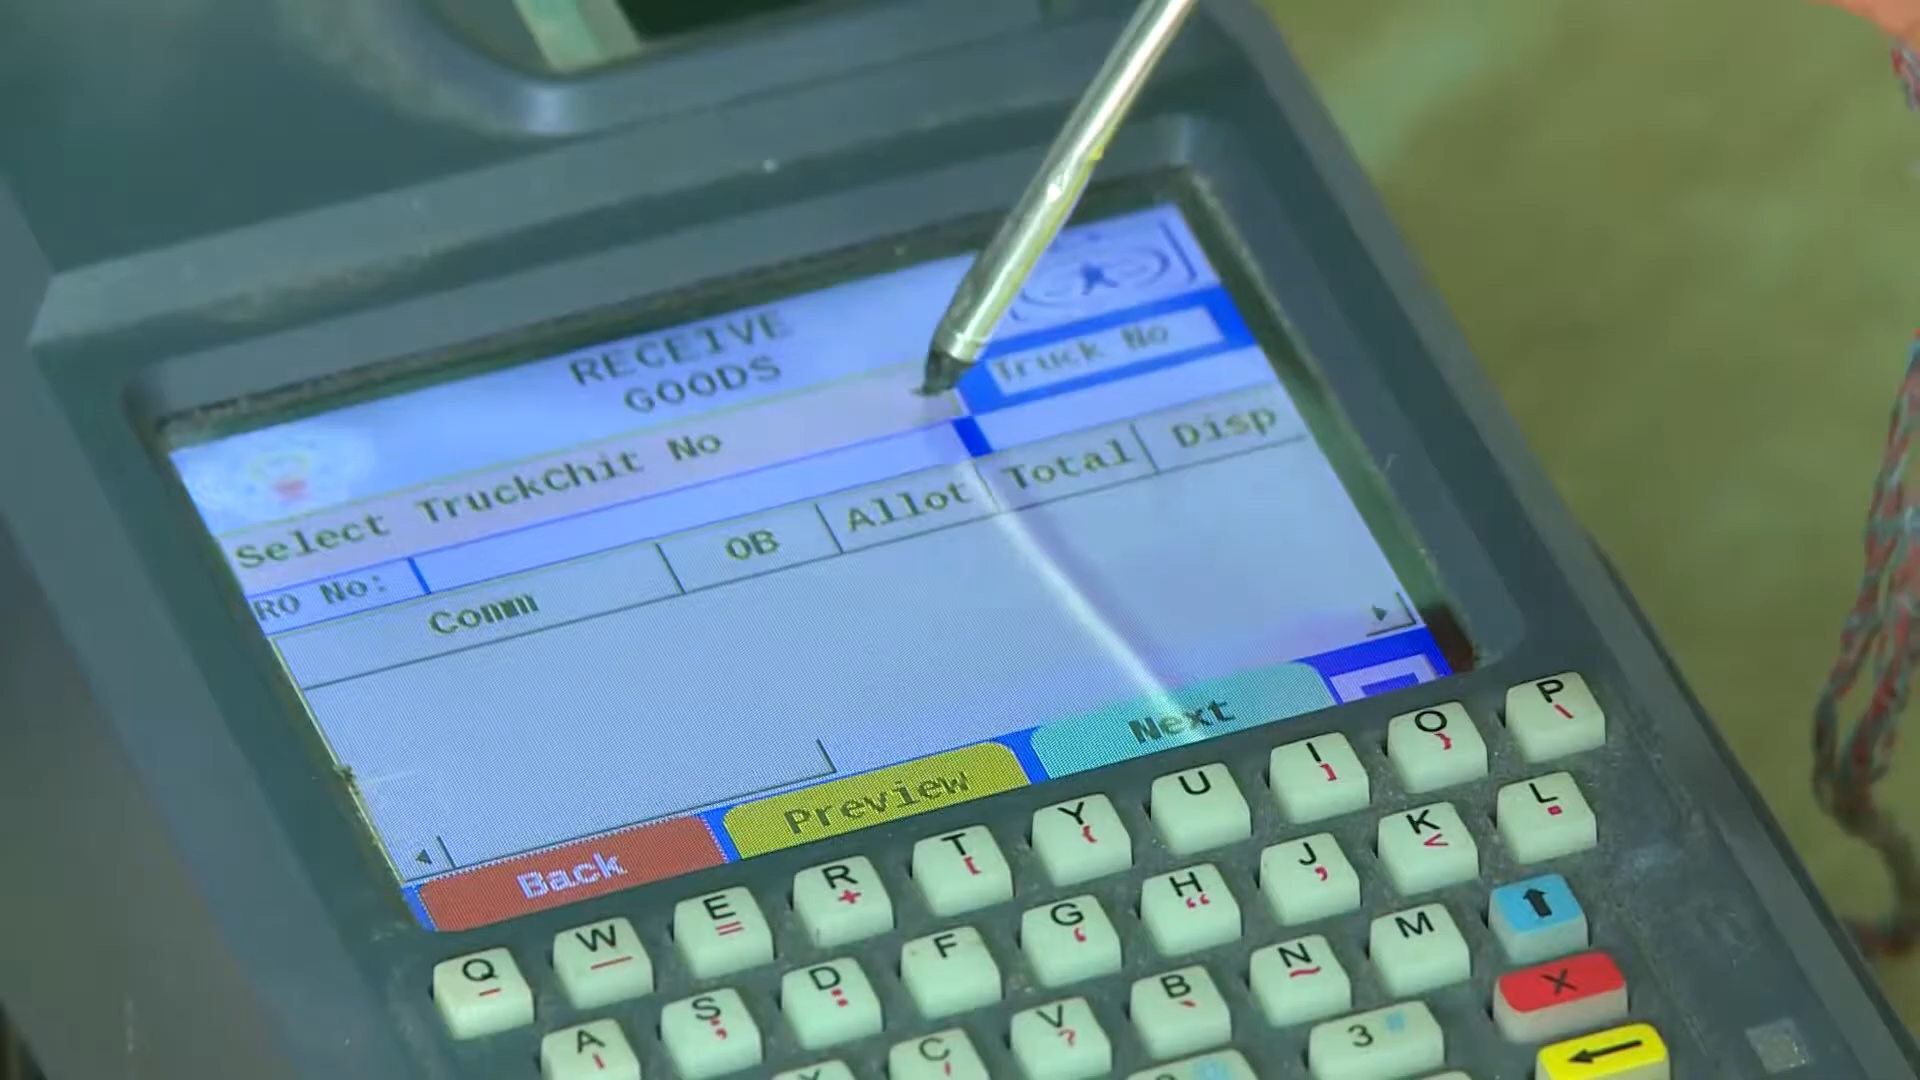 RECEIVE
GOODS
Select TruckChit No
Truck No
RO No:
Comm OB Allot Total Disp
Back Preview Next
Q W E R T Y U I O P
A S D F G H J K L
C V B N M X
3